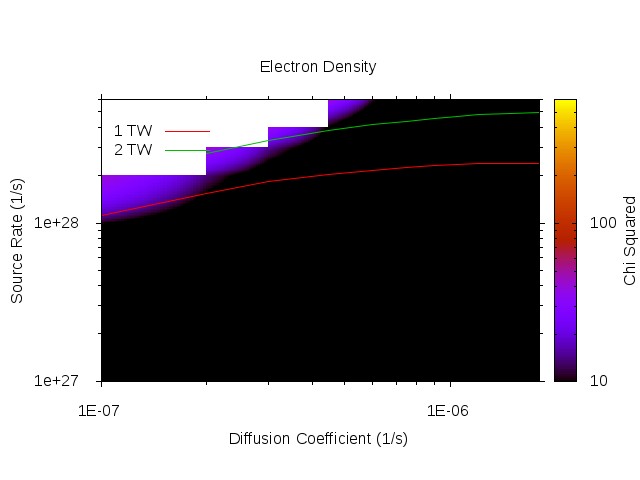 Electron Density
1 TW
2 TW
Source Rate (1/s)
1e+28
1e+27
1E-07
1E-06
Diffusion Coefficient (1/s)
100
10
Chi Squared